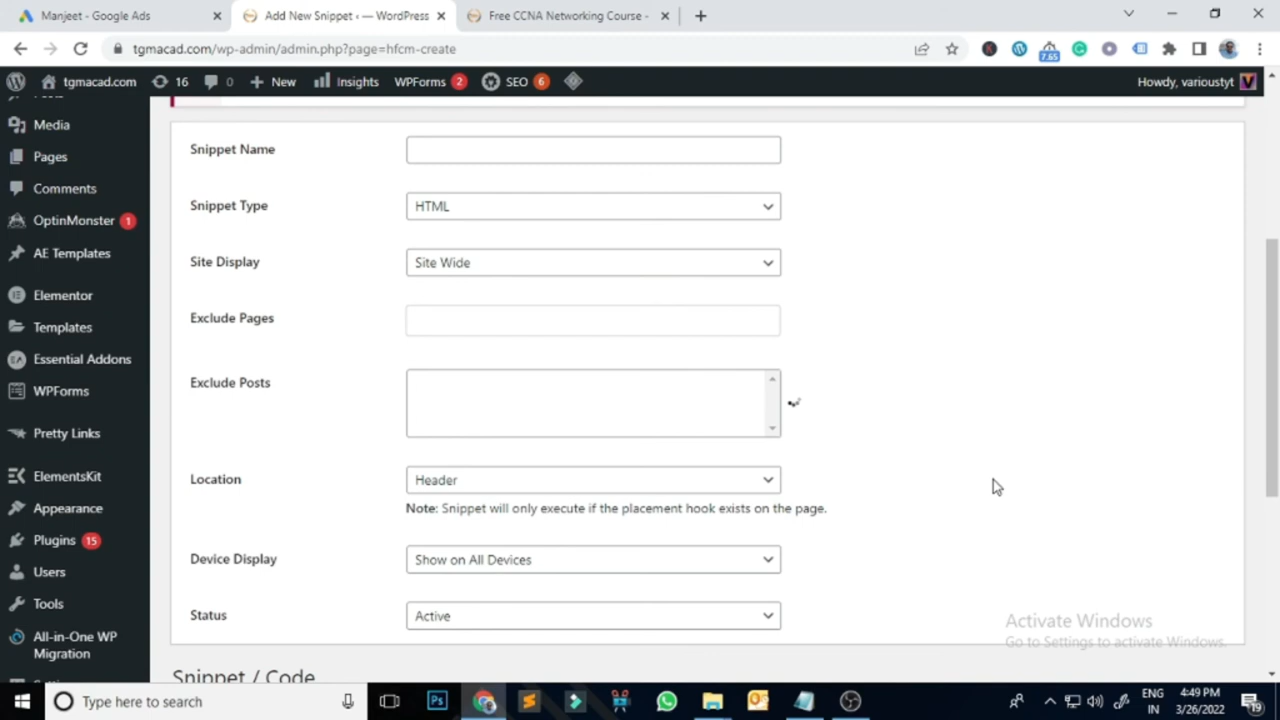 Manjeet - Google Ads
Add New Snippet ‹ — WordPress
Free CCNA Networking Course -
tgmacad.com/wp-admin/admin.php?page=hfcm-create
7.65
tgmacad.com 16 0 New Insights WPForms 2 SEO 6 Howdy, varioustyt
Media
Pages
Comments
OptinMonster 1
AE Templates
Elementor
Templates
Essential Addons
WPForms
Pretty Links
ElementsKit
Appearance
Plugins 15
Users
Tools
All-in-One WP
Migration
Snippet Name
Snippet Type HTML
Site Display Site Wide
Exclude Pages
Exclude Posts
Location Header
Note: Snippet will only execute if the placement hook exists on the page.
Device Display Show on All Devices
Status Active
Snippet / Code
Activate Windows
Go to Settings to activate Windows.
Type here to search
Ps
ENG
IN
4:49 PM
3/26/2022
19